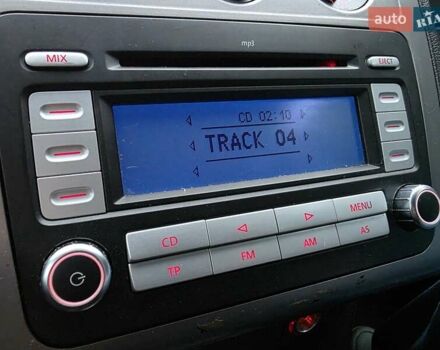 auto RIA
mp3
MIX
EJECT
CD 02:10
TRACK 04
CD
MENU
TP
FM
AM
AS